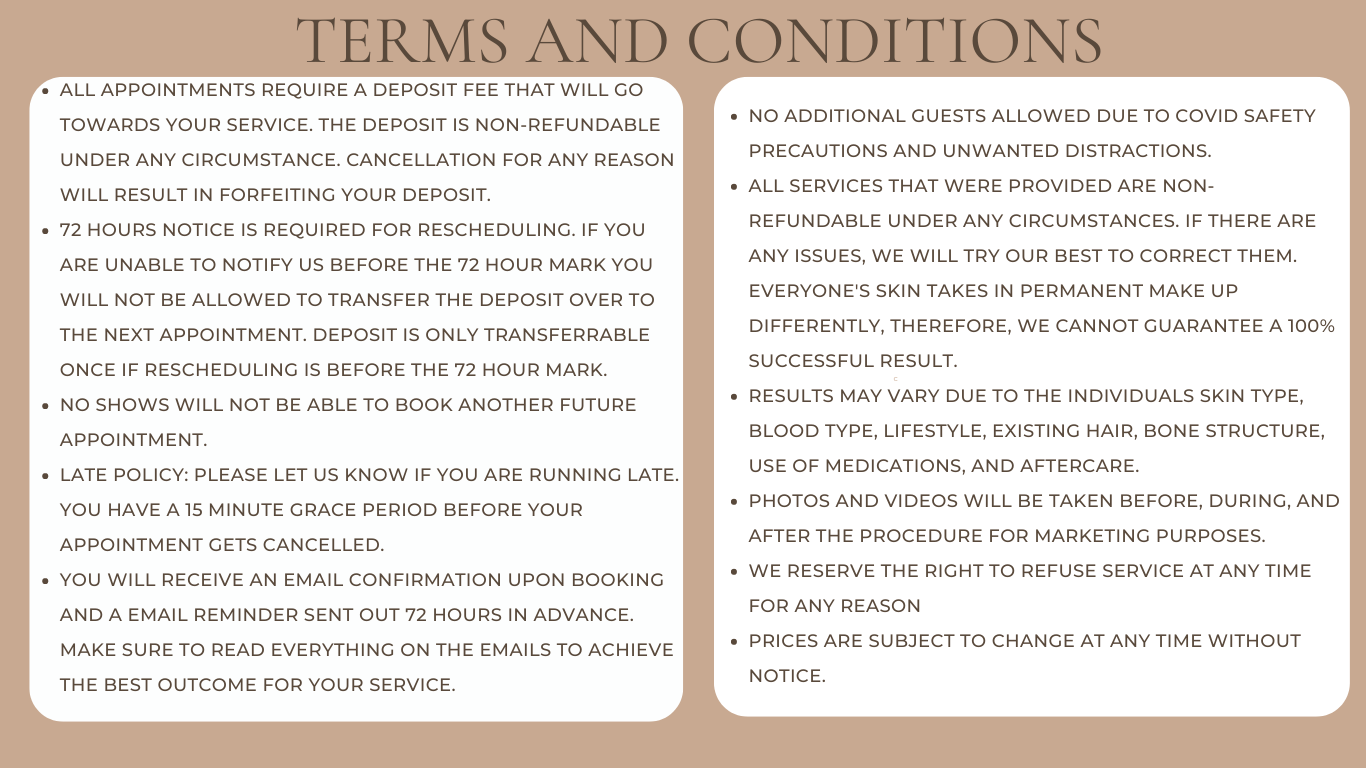 TERMS AND CONDITIONS
• ALL APPOINTMENTS REQUIRE A DEPOSIT FEE THAT WILL GO
TOWARDS YOUR SERVICE. THE DEPOSIT IS NON-REFUNDABLE
UNDER ANY CIRCUMSTANCE. CANCELLATION FOR ANY REASON
WILL RESULT IN FORFEITING YOUR DEPOSIT.
• 72 HOURS NOTICE IS REQUIRED FOR RESCHEDULING. IF YOU
ARE UNABLE TO NOTIFY US BEFORE THE 72 HOUR MARK YOU
WILL NOT BE ALLOWED TO TRANSFER THE DEPOSIT OVER TO
THE NEXT APPOINTMENT. DEPOSIT IS ONLY TRANSFERRABLE
ONCE IF RESCHEDULING IS BEFORE THE 72 HOUR MARK.
• NO SHOWS WILL NOT BE ABLE TO BOOK ANOTHER FUTURE
APPOINTMENT.
• LATE POLICY: PLEASE LET US KNOW IF YOU ARE RUNNING LATE.
YOU HAVE A 15 MINUTE GRACE PERIOD BEFORE YOUR
APPOINTMENT GETS CANCELLED.
• YOU WILL RECEIVE AN EMAIL CONFIRMATION UPON BOOKING
AND A EMAIL REMINDER SENT OUT 72 HOURS IN ADVANCE.
MAKE SURE TO READ EVERYTHING ON THE EMAILS TO ACHIEVE
THE BEST OUTCOME FOR YOUR SERVICE.
• NO ADDITIONAL GUESTS ALLOWED DUE TO COVID SAFETY
PRECAUTIONS AND UNWANTED DISTRACTIONS.
• ALL SERVICES THAT WERE PROVIDED ARE NON-
REFUNDABLE UNDER ANY CIRCUMSTANCES. IF THERE ARE
ANY ISSUES, WE WILL TRY OUR BEST TO CORRECT THEM.
EVERYONE'S SKIN TAKES IN PERMANENT MAKE UP
DIFFERENTLY, THEREFORE, WE CANNOT GUARANTEE A 100%
SUCCESSFUL RESULT.
• RESULTS MAY VARY DUE TO THE INDIVIDUALS SKIN TYPE,
BLOOD TYPE, LIFESTYLE, EXISTING HAIR, BONE STRUCTURE,
USE OF MEDICATIONS, AND AFTERCARE.
• PHOTOS AND VIDEOS WILL BE TAKEN BEFORE, DURING, AND
AFTER THE PROCEDURE FOR MARKETING PURPOSES.
• WE RESERVE THE RIGHT TO REFUSE SERVICE AT ANY TIME
FOR ANY REASON
• PRICES ARE SUBJECT TO CHANGE AT ANY TIME WITHOUT
NOTICE.